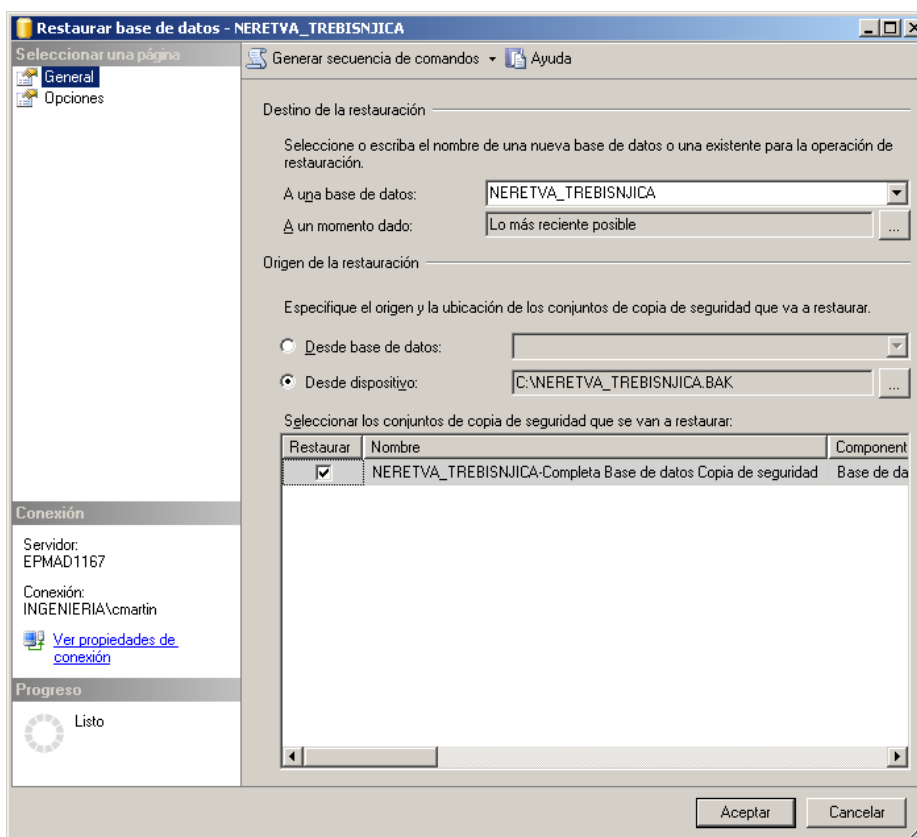 Restaurar base de datos - NERETVA_TREBISNJICA
Seleccionar una página
General
Opciones
Generar secuencia de comandos
Ayuda
Destino de la restauración
Seleccione o escriba el nombre de una nueva base de datos o una existente para la operación de
restauración.
A una base de datos: NERETVA_TREBISNJICA
A un momento dado: Lo más reciente posible ...
Origen de la restauración
Especifique el origen y la ubicación de los conjuntos de copia de seguridad que va a restaurar.
Desde base de datos:
Desde dispositivo: C:\NERETVA_TREBISNJICA.BAK ...
Seleccionar los conjuntos de copia de seguridad que se van a restaurar:
Restaurar Nombre Component
NERETVA_TREBISNJICA-Completa Base de datos Copia de seguridad Base de da
Conexión
Servidor:
EPMAD1167
Conexión:
INGENIERIA\cmartin
Ver propiedades de
conexión
Progreso
Listo
Aceptar Cancelar